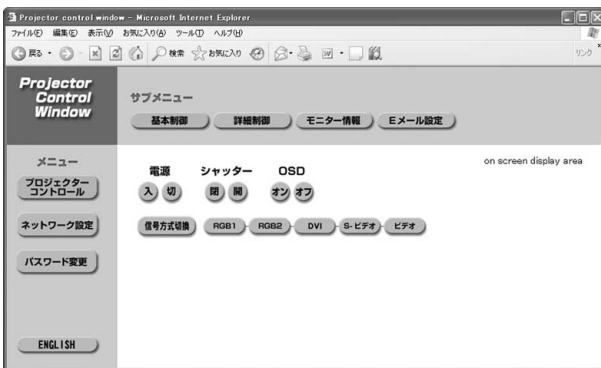 Projector control window - Microsoft Internet Explorer
ファイル(F) 編集(E) 表示(V) お気に入り(A) ツール(T) ヘルプ(H)
戻る 検索 お気に入り リンク
Projector
Control
Window
サブメニュー
基本制御 詳細制御 モニター情報 Eメール設定
メニュー
プロジェクター
コントロール
ネットワーク設定
パスワード変更
ENGLISH
電源 シャッター OSD
入 切 閉 開 オン オフ
信号方式切換 RGB1 RGB2 DVI S-ビデオ ビデオ
on screen display area